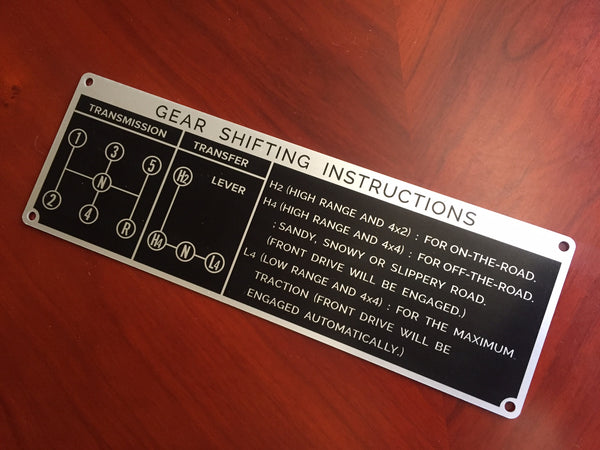 GEAR SHIFTING INSTRUCTIONS
TRANSMISSION
1 3 5
N
2 4 R
TRANSFER
LEVER
H2
H4 N L4
H2 (HIGH RANGE AND 4x2) : FOR ON-THE-ROAD.
H4 (HIGH RANGE AND 4x4) : FOR OFF-THE-ROAD.
: SANDY, SNOWY OR SLIPPERY ROAD.
(FRONT DRIVE WILL BE ENGAGED.)
L4 (LOW RANGE AND 4x4) : FOR THE MAXIMUM
TRACTION (FRONT DRIVE WILL BE
ENGAGED AUTOMATICALLY.)